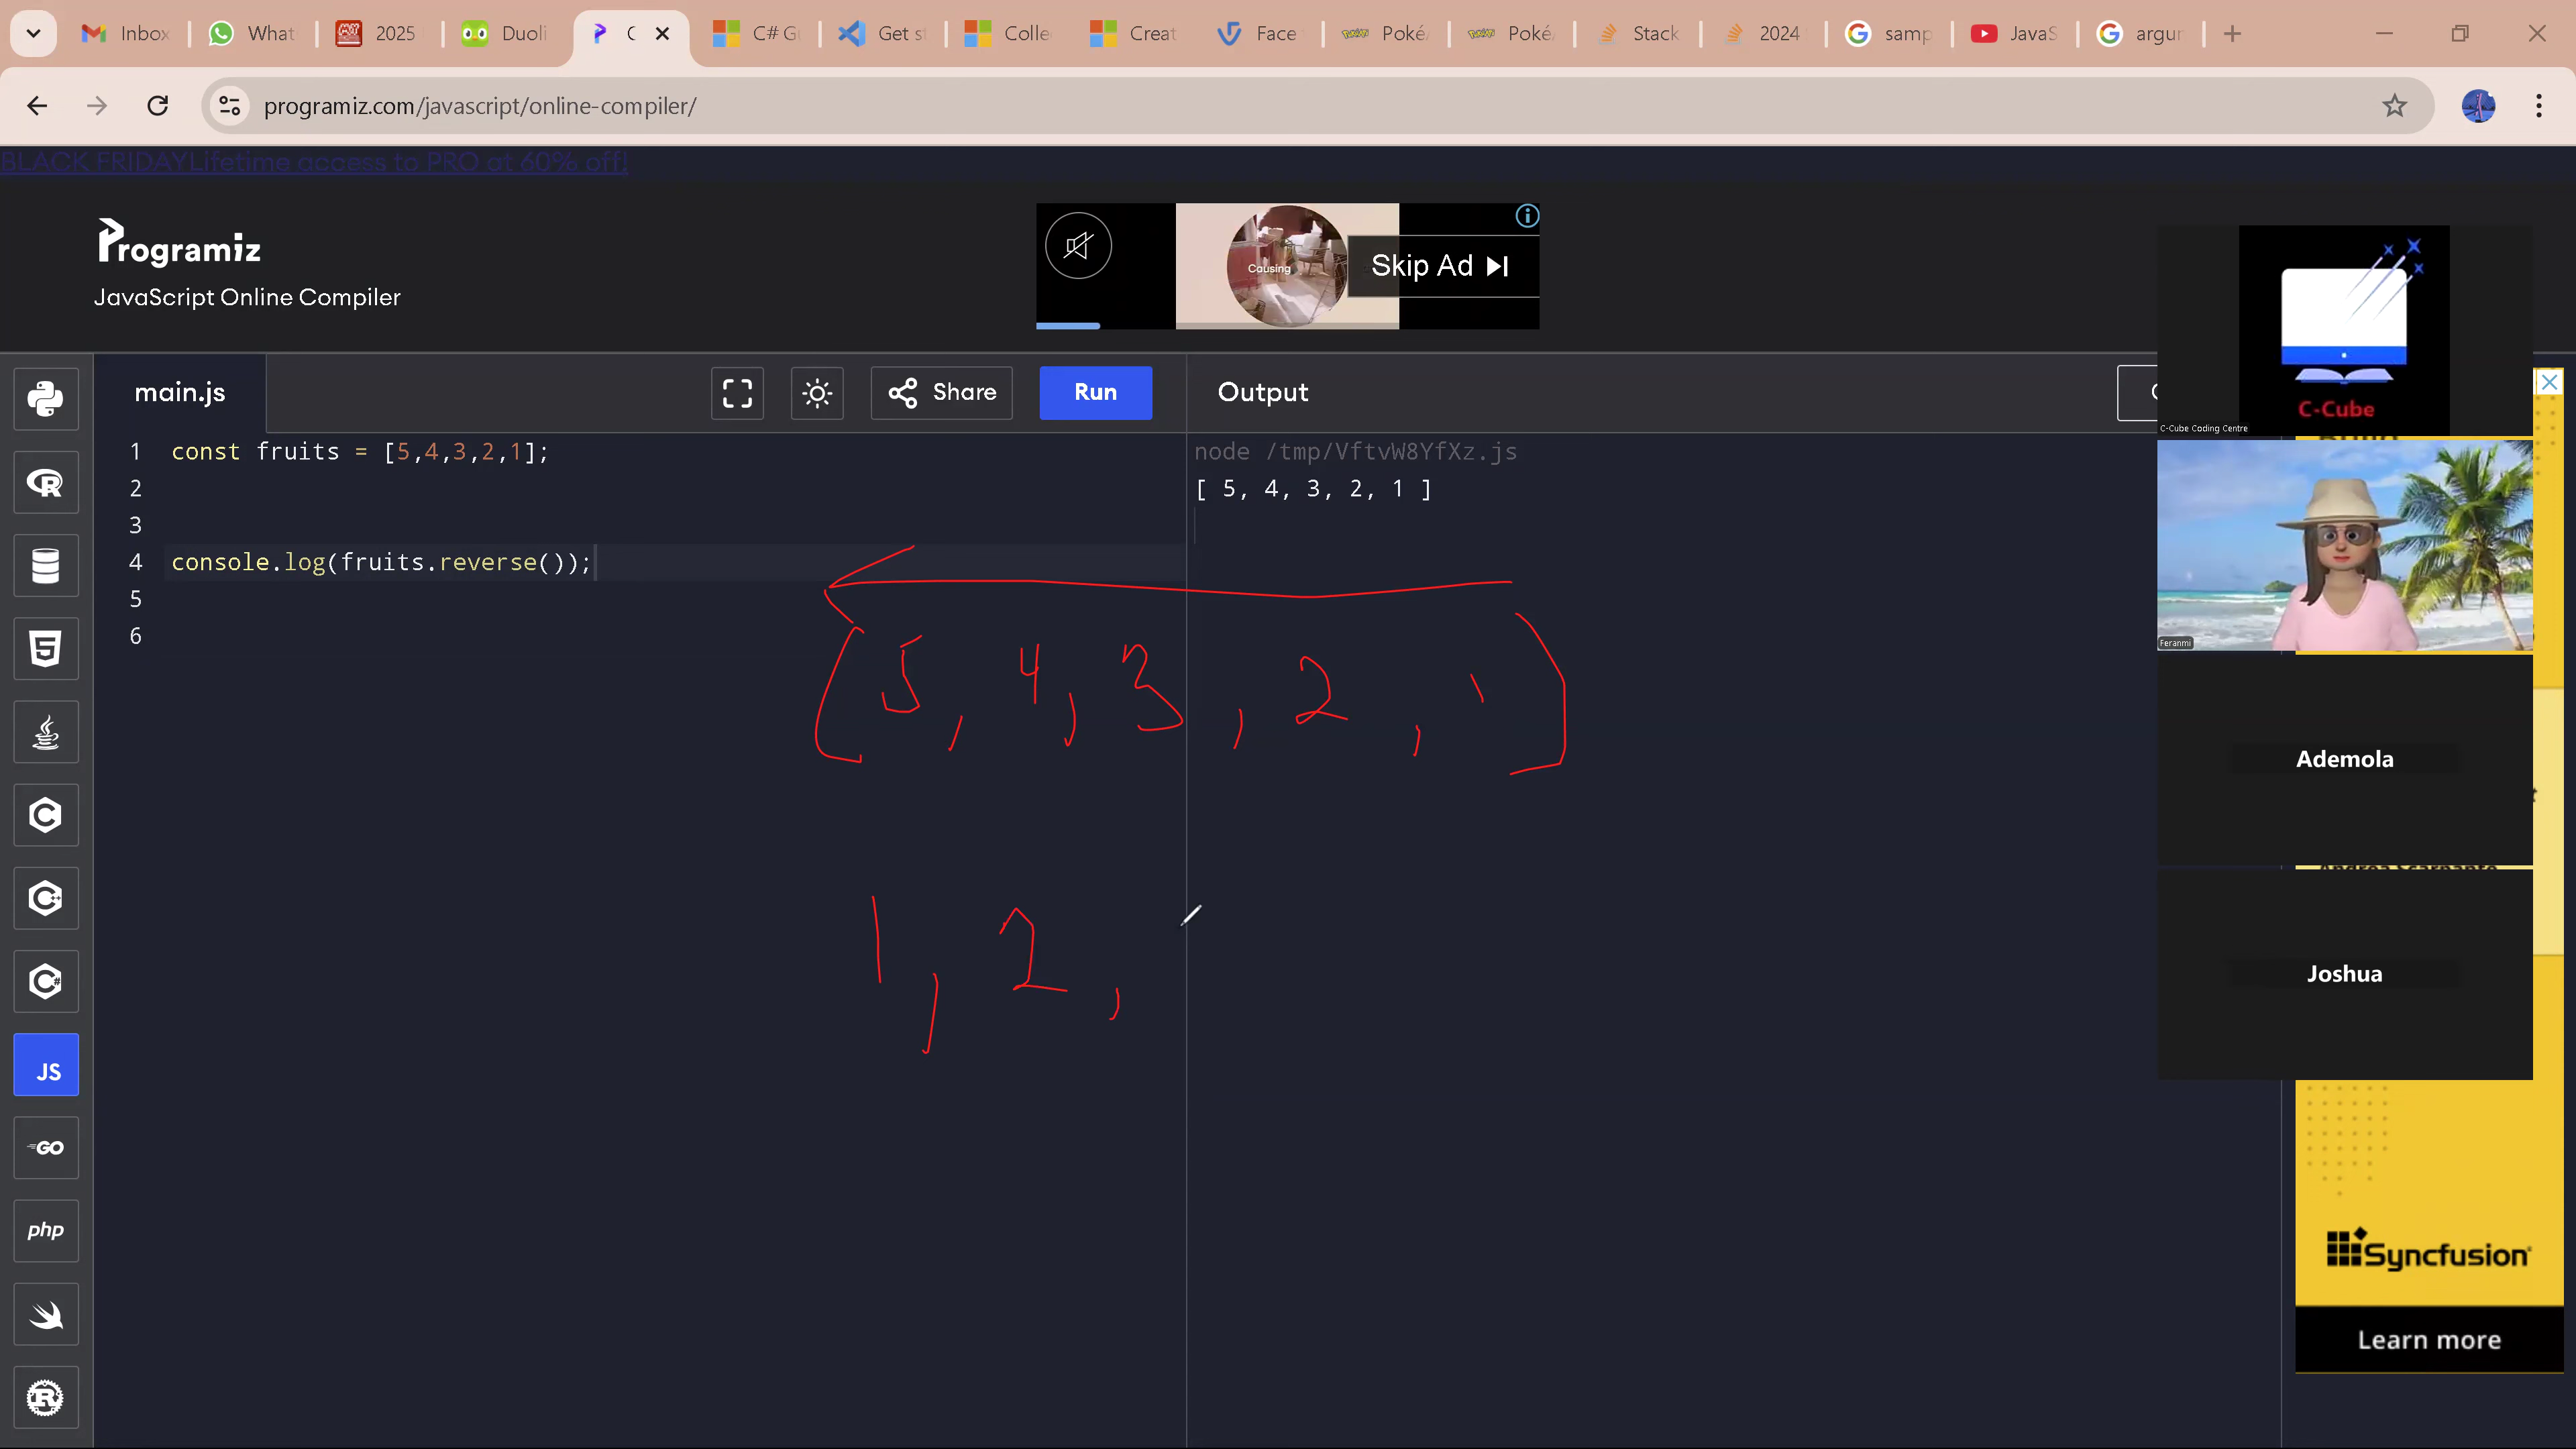 Inbox
What
2025
Duoli
C
C# G
Get s
Colle
Creat
Face
Poké
Poké
Stack
2024
samp
JavaS
argur
programiz.com/javascript/online-compiler/
BLACK FRIDAYLifetime access to PRO at 60% off!
Programiz
JavaScript Online Compiler
Causing
Skip Ad
main.js
Share
Run
Output
C-Cube
C-Cube Coding Centre
1 const fruits = [5,4,3,2,1];
2
3
4 console.log(fruits.reverse());
5
6
node /tmp/VftvW8YfXz.js
[ 5, 4, 3, 2, 1 ]
[5, 4, 3, 2, 1]
1, 2,
Feranmi
Ademola
Joshua
JS
GO
php
Syncfusion
Learn more